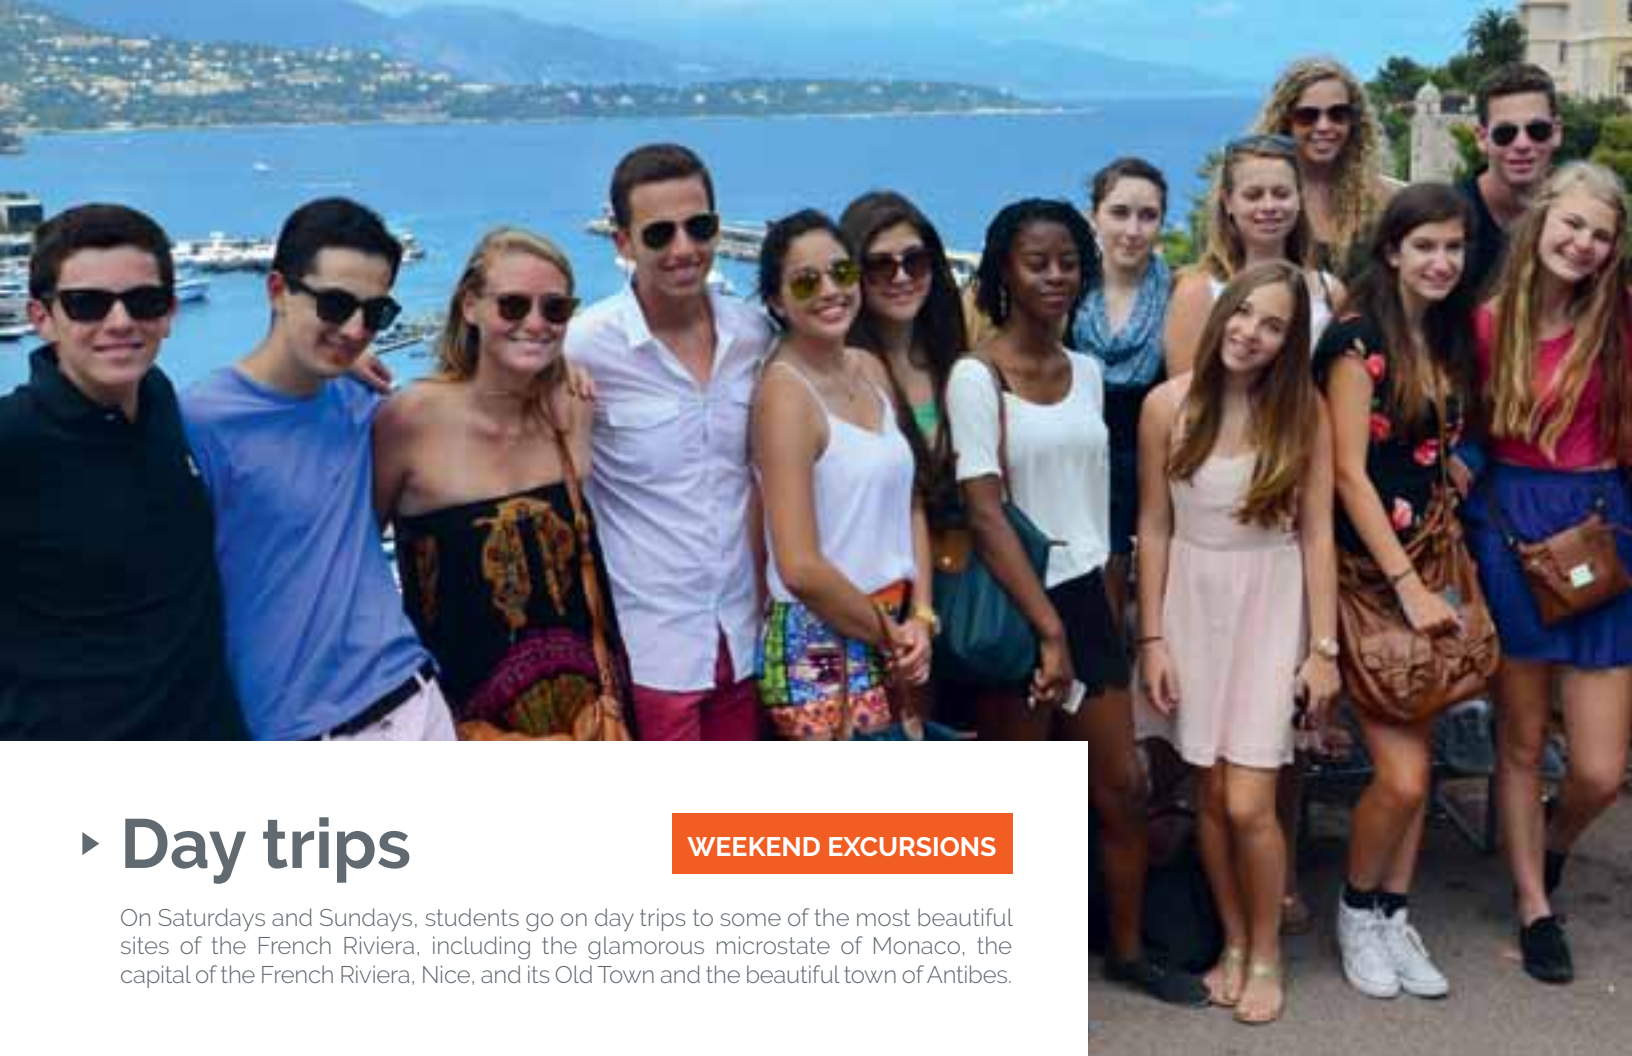 Day trips
WEEKEND EXCURSIONS
On Saturdays and Sundays, students go on day trips to some of the most beautiful
sites of the French Riviera, including the glamorous microstate of Monaco, the
capital of the French Riviera, Nice, and its Old Town and the beautiful town of Antibes.